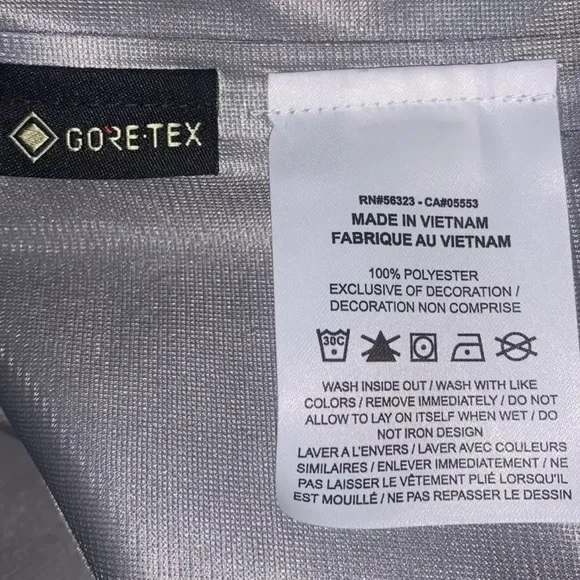 GORE-TEX
RN#56323 - CA#05553
MADE IN VIETNAM
FABRIQUE AU VIETNAM
100% POLYESTER
EXCLUSIVE OF DECORATION /
DECORATION NON COMPRISE
30C
WASH INSIDE OUT / WASH WITH LIKE
COLORS / REMOVE IMMEDIATELY / DO NOT
ALLOW TO LAY ON ITSELF WHEN WET / DO
NOT IRON DESIGN
LAVER A L'ENVERS / LAVER AVEC COULEURS
SIMILAIRES / ENLEVER IMMÉDIATEMENT / NE
PAS LAISSER LE VÊTEMENT PLIÉ LORSQU'IL
EST MOUILLÉ / NE PAS REPASSER LE DESSIN